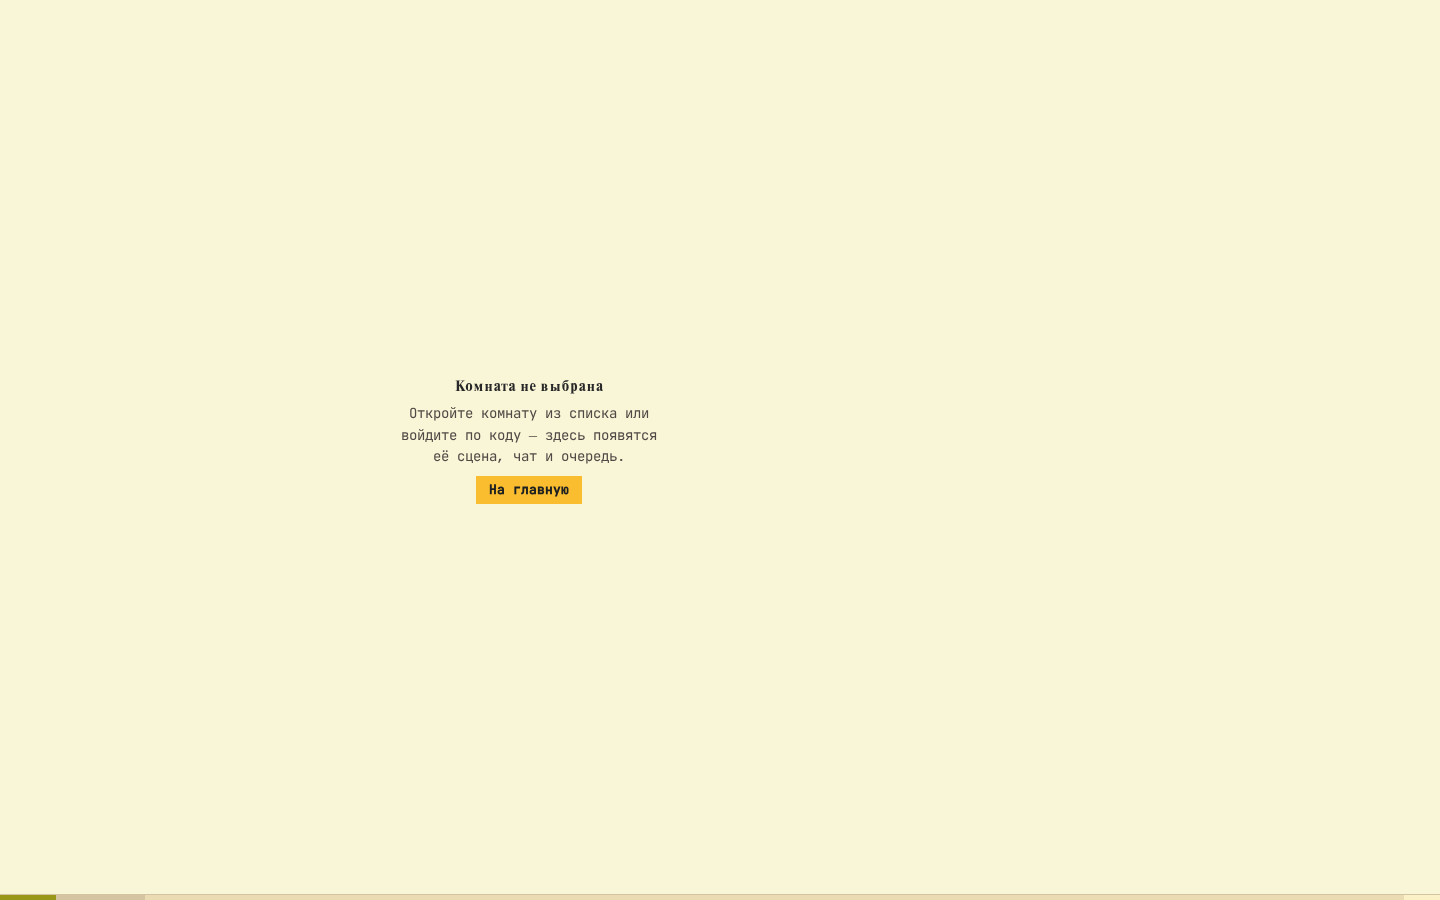 Комната не выбрана
Откройте комнату из списка или
войдите по коду — здесь появятся
её сцена, чат и очередь.
На главную